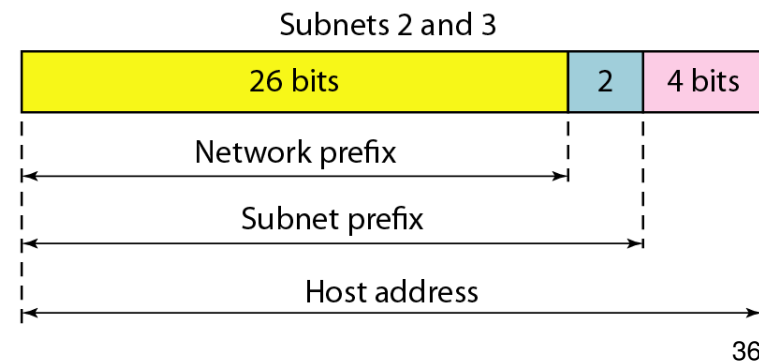 Subnets 2 and 3
26 bits 2 4 bits
Network prefix
Subnet prefix
Host address
36